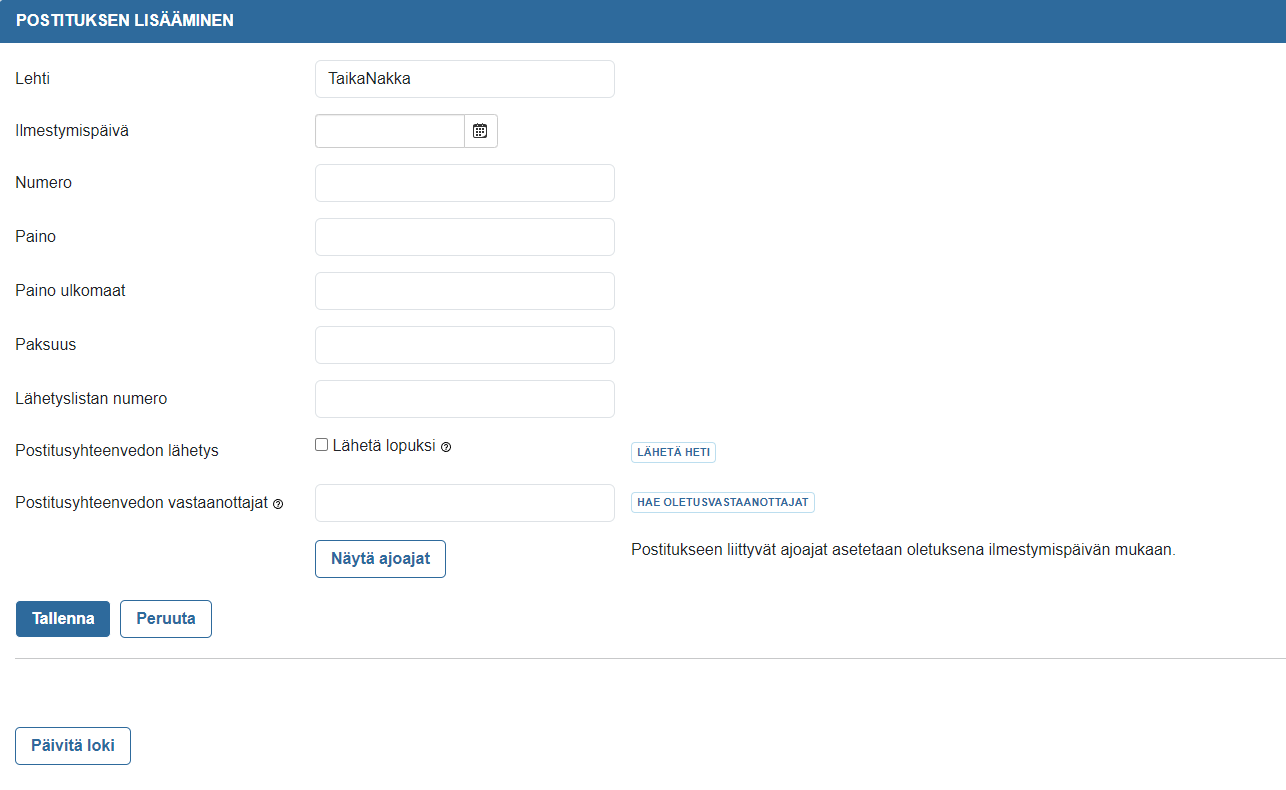 POSTITUKSEN LISÄÄMINEN
Lehti TaikaNakka
Ilmestymispäivä
Numero
Paino
Paino ulkomaat
Paksuus
Lähetyslistan numero
Postitusyhteenvedon lähetys Lähetä lopuksi LÄHETÄ HETI
Postitusyhteenvedon vastaanottajat HAE OLETUSVASTAANOTTAJAT
Näytä ajoajat Postitukseen liittyvät ajoajat asetetaan oletuksena ilmestymispäivän mukaan.
Tallenna Peruuta
Päivitä loki